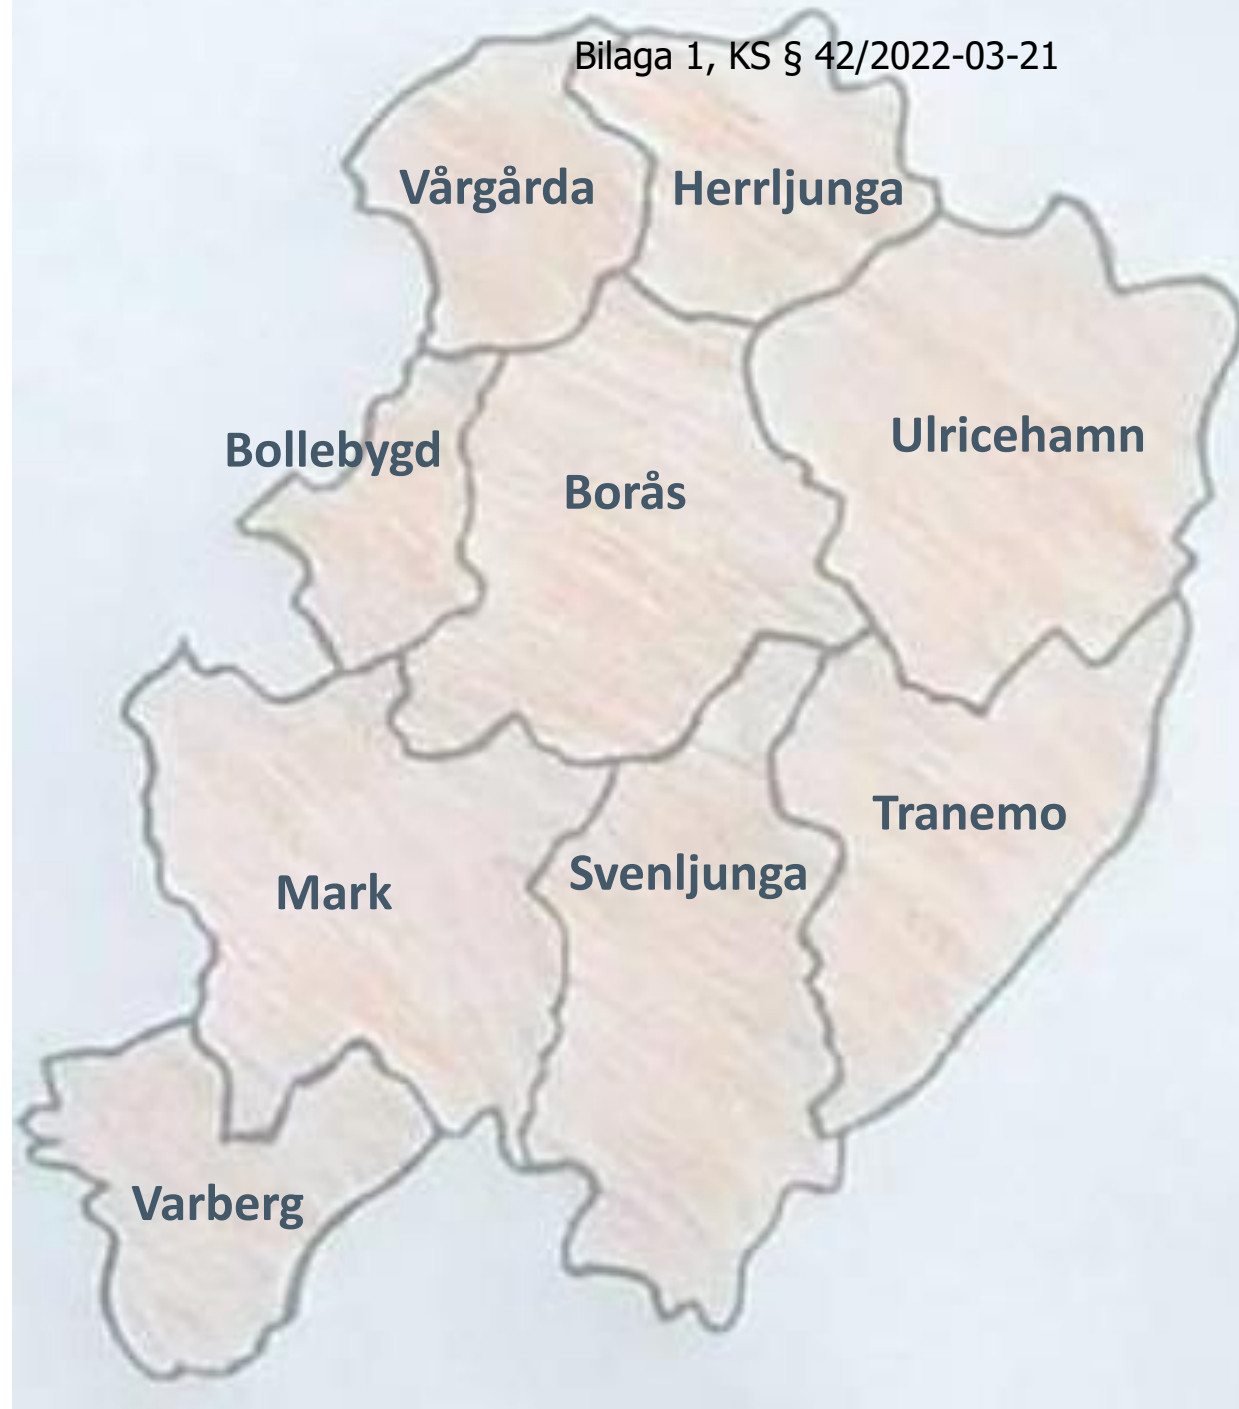 Bilaga 1, KS § 42/2022-03-21
Vårgårda
Herrljunga
Ulricehamn
Bollebygd
Borås
Tranemo
Svenljunga
Mark
Varberg